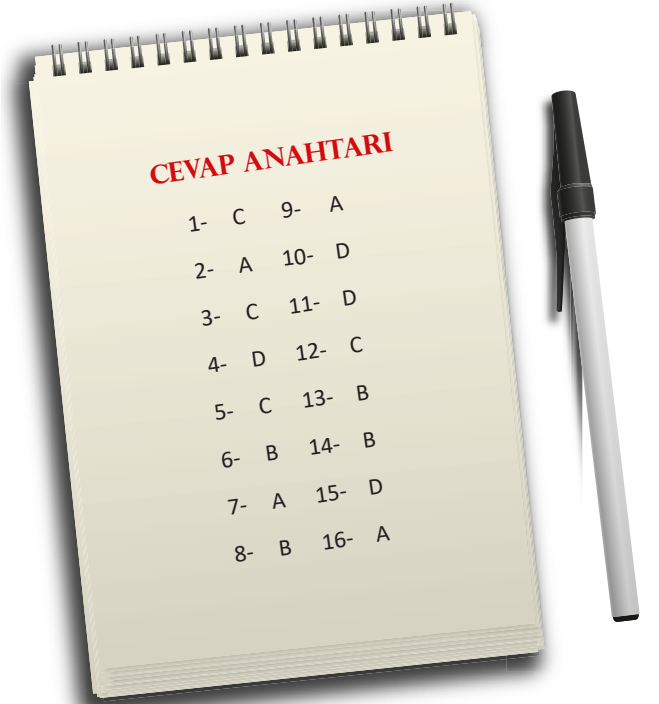 CEVAP ANAHTARI
1- C 9- A
2- A 10- D
3- C 11- D
4- D 12- C
5- C 13- B
6- B 14- B
7- A 15- D
8- B 16- A